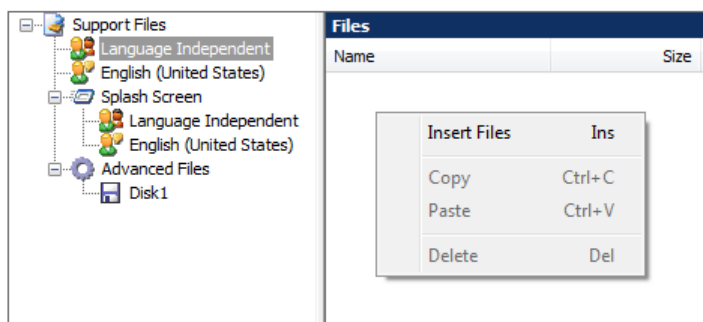 Support Files
Language Independent
English (United States)
Splash Screen
Language Independent
English (United States)
Advanced Files
Disk1
Files
Name Size
Insert Files Ins
Copy Ctrl+C
Paste Ctrl+V
Delete Del